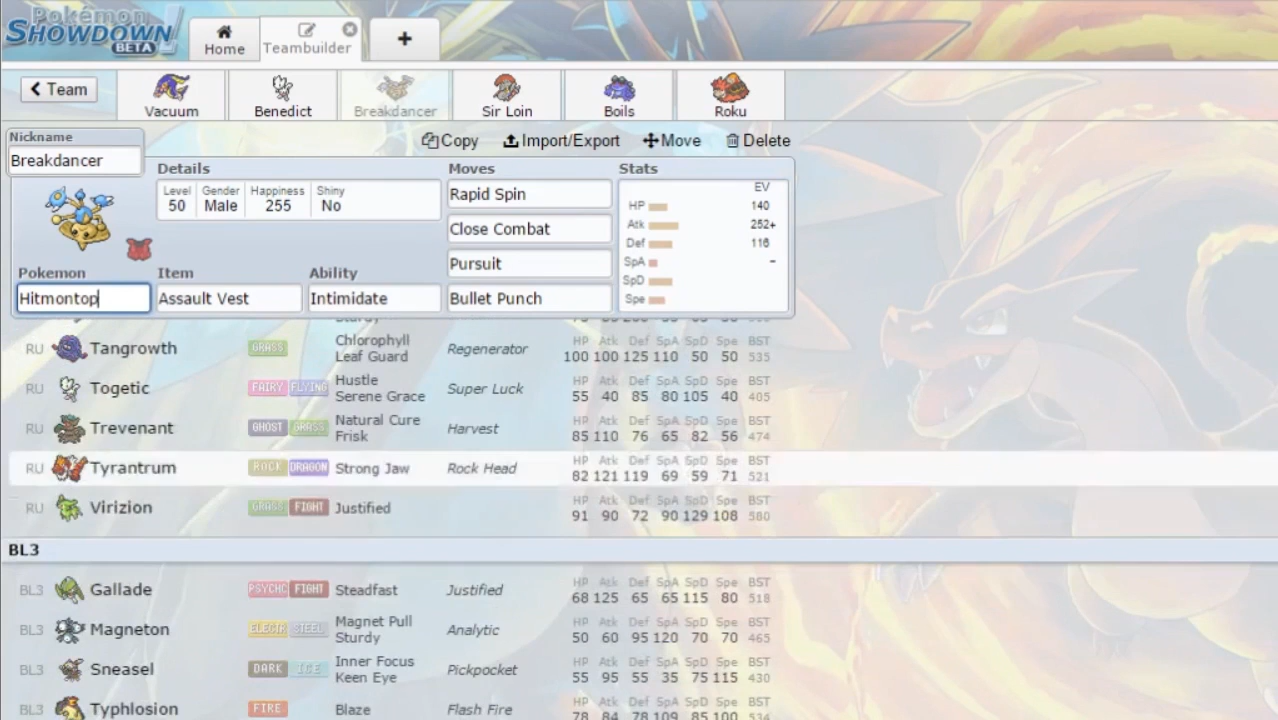 Pokémon
SHOWDOWN
BETA
Home
Teambuilder
+
Team
Vacuum
Benedict
Breakdancer
Sir Loin
Boils
Roku
Nickname
Breakdancer
Copy Import/Export Move Delete
Details
Level Gender Happiness Shiny
50 Male 255 No
Moves
Rapid Spin
Close Combat
Pursuit
Bullet Punch
Stats
EV
HP 140
Atk 252+
Def 116
SpA -
SpD
Spe
Pokemon Item Ability
Hitmontop Assault Vest Intimidate
RU Tangrowth GRASS Chlorophyll Leaf Guard Regenerator
HP Atk Def SpA SpD Spe BST
100 100 125 110 50 50 535
RU Togetic FAIRY FLYING Hustle Serene Grace Super Luck
HP Atk Def SpA SpD Spe BST
55 40 85 80 105 40 405
RU Trevenant GHOST GRASS Natural Cure Frisk Harvest
HP Atk Def SpA SpD Spe BST
85 110 76 65 82 56 474
RU Tyrantrum ROCK DRAGON Strong Jaw Rock Head
HP Atk Def SpA SpD Spe BST
82 121 119 69 59 71 521
RU Virizion GRASS FIGHT Justified
HP Atk Def SpA SpD Spe BST
91 90 72 90 129 108 580
BL3
BL3 Gallade PSYCHC FIGHT Steadfast Justified
HP Atk Def SpA SpD Spe BST
68 125 65 65 115 80 518
BL3 Magneton ELECTR STEEL Magnet Pull Sturdy Analytic
HP Atk Def SpA SpD Spe BST
50 60 95 120 70 70 465
BL3 Sneasel DARK ICE Inner Focus Keen Eye Pickpocket
HP Atk Def SpA SpD Spe BST
55 95 55 35 75 115 430
BL3 Typhlosion FIRE Blaze Flash Fire
HP Atk Def SpA SpD Spe BST
78 84 78 109 85 100 534